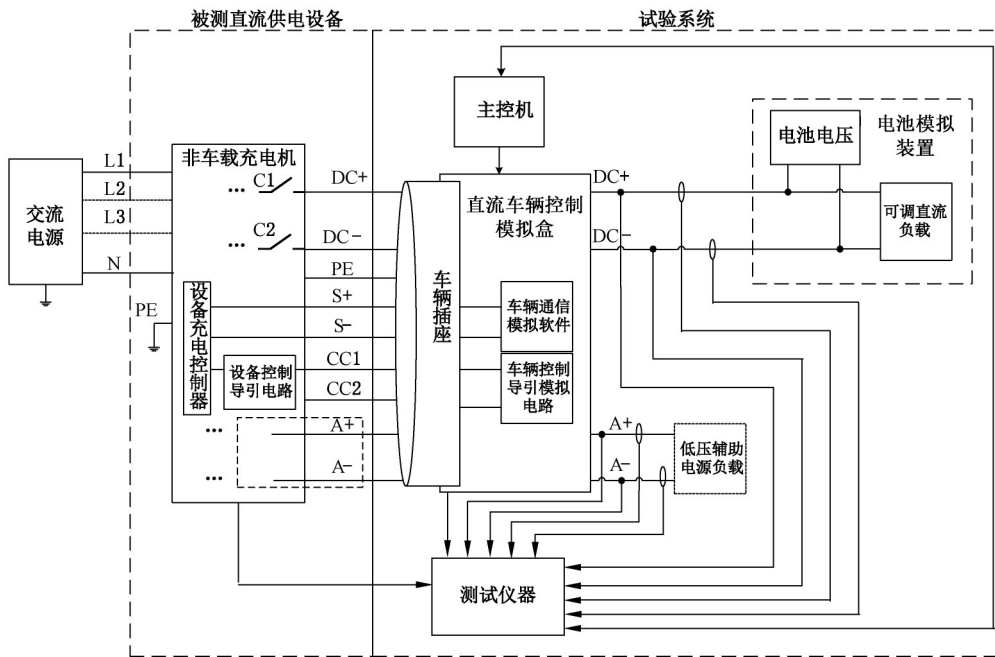 被测直流供电设备
试验系统
主控机
电池电压
电池模拟
装置
可调直流
负载
交流
电源
L1
L2
L3
N
PE
非车载充电机
... C1
... C2
DC+
DC-
PE
S+
S-
CC1
CC2
A+
A-
设备充电控制器
设备控制
导引电路
...
...
车辆插座
直流车辆控制
模拟盒
车辆通信
模拟软件
车辆控制
导引模拟
电路
DC+
DC-
A+
A-
低压辅助
电源负载
测试仪器